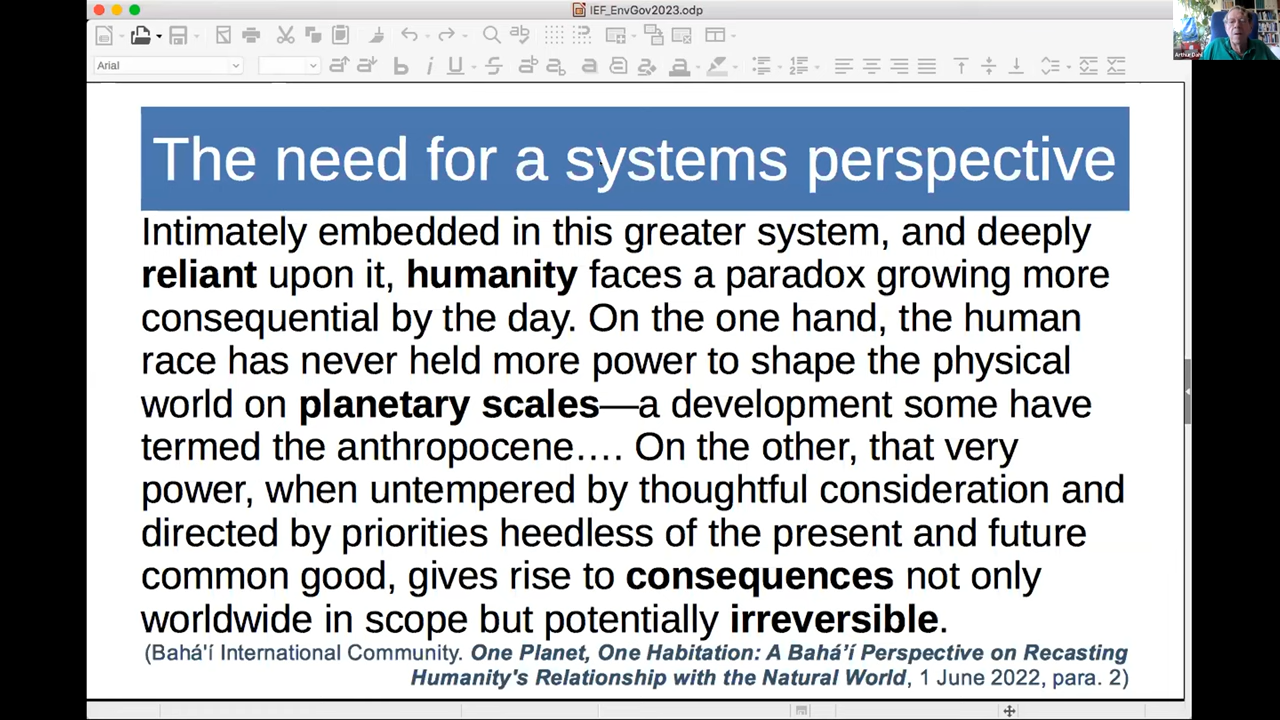 IEF_EnvGov2023.odp
Arial
The need for a systems perspective
Intimately embedded in this greater system, and deeply
reliant upon it, humanity faces a paradox growing more
consequential by the day. On the one hand, the human
race has never held more power to shape the physical
world on planetary scales—a development some have
termed the anthropocene.... On the other, that very
power, when untempered by thoughtful consideration and
directed by priorities heedless of the present and future
common good, gives rise to consequences not only
worldwide in scope but potentially irreversible.
(Bahá'í International Community. One Planet, One Habitation: A Bahá’í Perspective on Recasting
Humanity's Relationship with the Natural World, 1 June 2022, para. 2)